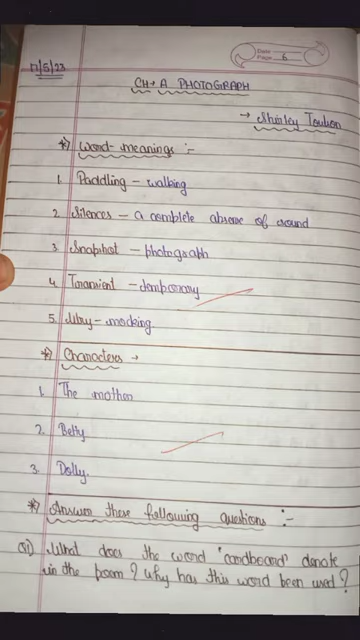 Date
Page 6
17/5/23
CH-A PHOTOGRAPH
→ Shirley Toulson
*) Word-meanings :-
1. Paddling - walking
2. Silences - a complete absence of sound
3. Snapshot - photograph
4. Transient - temporary
5. Wry - mocking
*) Characters →
1. The mother
2. Betty
3. Dolly.
*) Answer these following questions :-
Q1) What does the word 'cardboard' denote
in the poem? Why has this word been used?